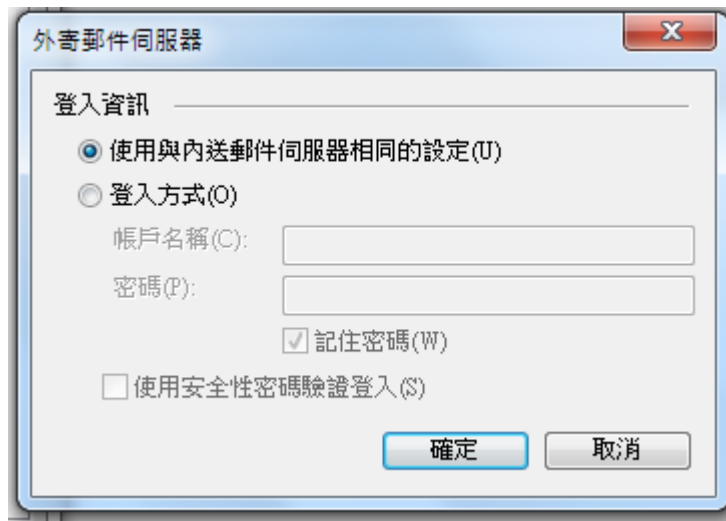 外寄郵件伺服器
登入資訊
使用與內送郵件伺服器相同的設定(U)
登入方式(O)
帳戶名稱(C):
密碼(P):
記住密碼(W)
使用安全性密碼驗證登入(S)
確定 取消